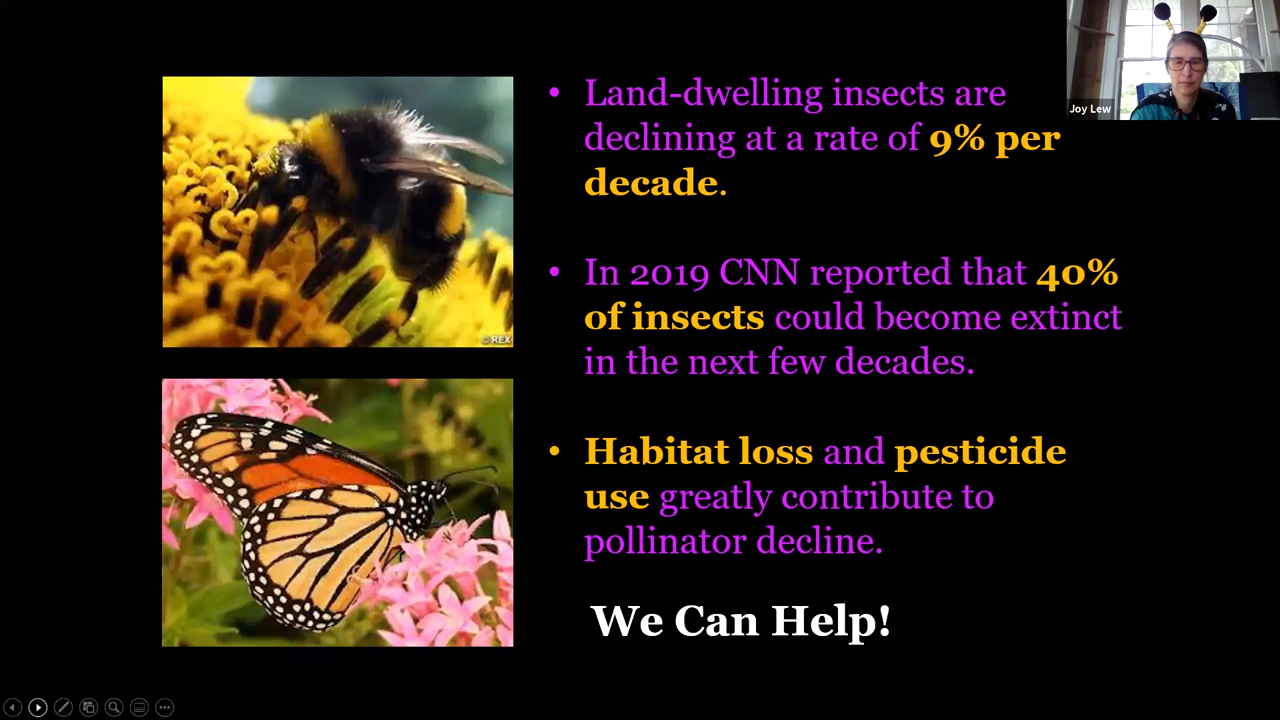 Joy Lew
• Land-dwelling insects are
declining at a rate of 9% per
decade.
• In 2019 CNN reported that 40%
of insects could become extinct
in the next few decades.
© REX
• Habitat loss and pesticide
use greatly contribute to
pollinator decline.
We Can Help!